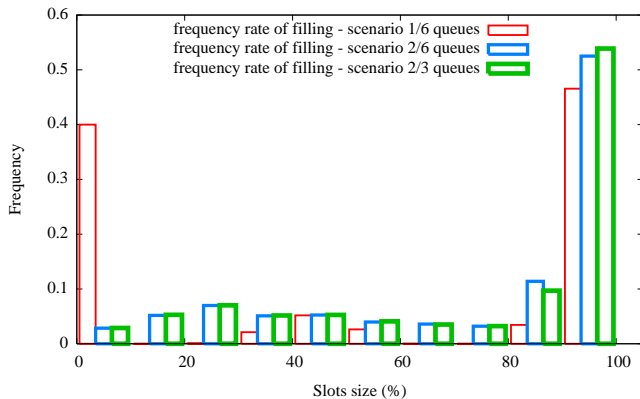 0.6
0.5
0.4
0.3
0.2
0.1
0
Frequency
frequency rate of filling - scenario 1/6 queues
frequency rate of filling - scenario 2/6 queues
frequency rate of filling - scenario 2/3 queues
0 20 40 60 80 100
Slots size (%)